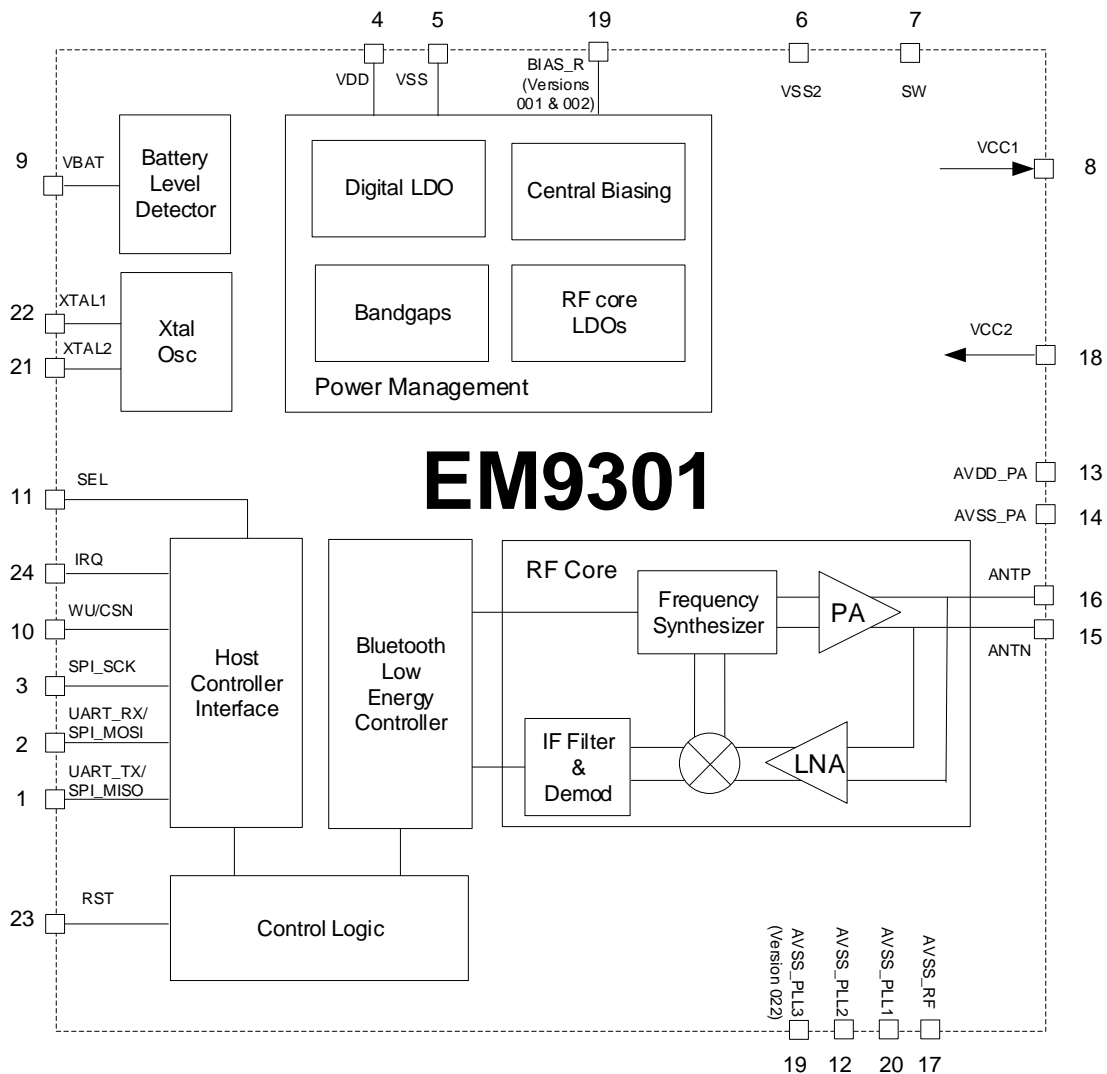 4
5
19
6
7
VDD
VSS
BIAS_R
(Versions
001 & 002)
VSS2
SW
9
VBAT
Battery
Level
Detector
Digital LDO
Central Biasing
VCC1
8
22
XTAL1
21
XTAL2
Xtal
Osc
Bandgaps
RF core
LDOs
Power Management
VCC2
18
EM9301
11
SEL
AVDD_PA
13
AVSS_PA
14
24
IRQ
10
WU/CSN
3
SPI_SCK
2
UART_RX/
SPI_MOSI
1
UART_TX/
SPI_MISO
Host
Controller
Interface
Bluetooth
Low
Energy
Controller
RF Core
Frequency
Synthesizer
PA
ANTP
16
15
ANTN
IF Filter
&
Demod
LNA
23
RST
Control Logic
AVSS_PLL3
(Version 022)
AVSS_PLL2
AVSS_PLL1
AVSS_RF
19
12
20
17